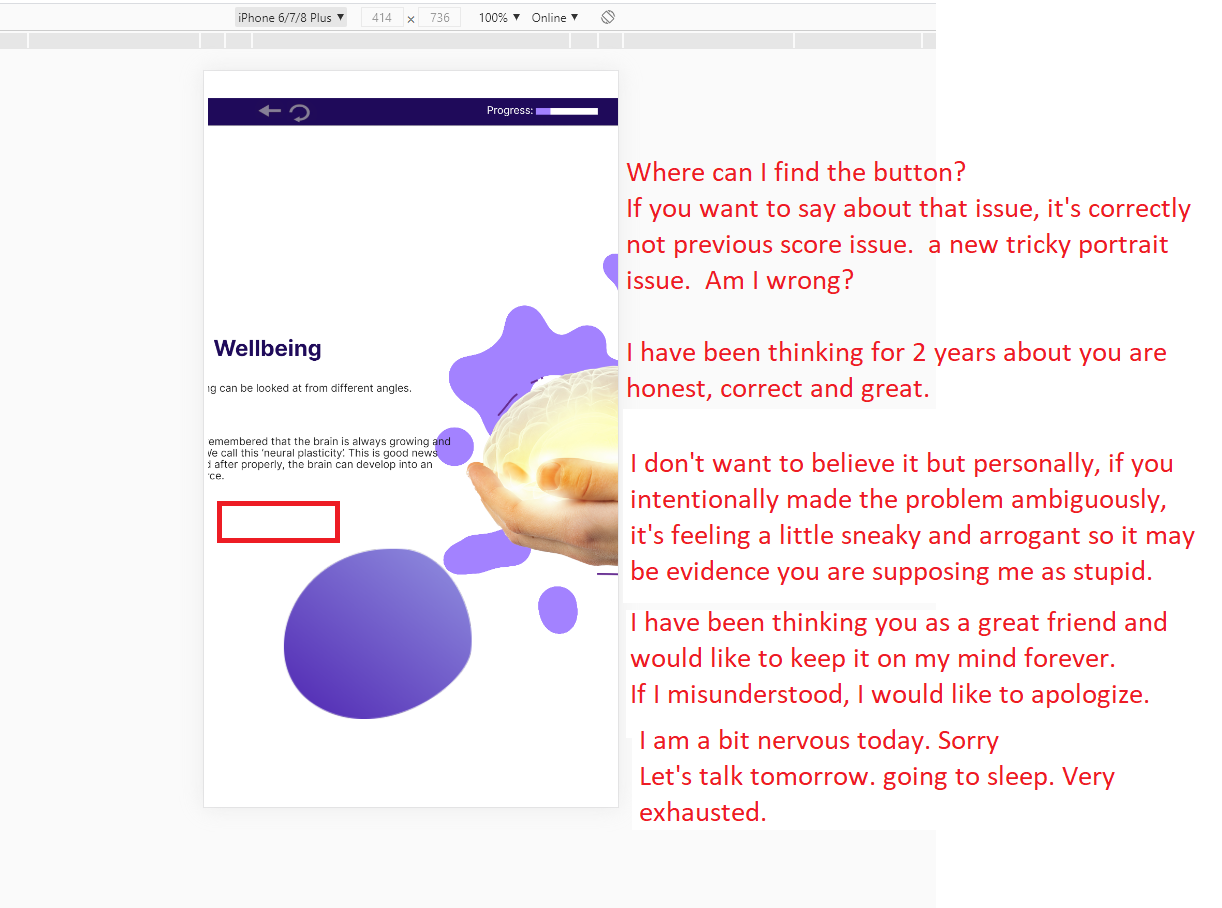 iPhone 6/7/8 Plus ▼ 414 × 736 100% ▼ Online ▼
Progress:
Where can I find the button?
If you want to say about that issue, it's correctly
not previous score issue.  a new tricky portrait
issue.  Am I wrong?
Wellbeing
I have been thinking for 2 years about you are
honest, correct and great.
can be looked at from different angles.
emembered that the brain is always growing and
Ve call this 'neural plasticity'. This is good news
after properly, the brain can develop into an
rce.
I don't want to believe it but personally, if you
intentionally made the problem ambiguously,
it's feeling a little sneaky and arrogant so it may
be evidence you are supposing me as stupid.
I have been thinking you as a great friend and
would like to keep it on my mind forever.
If I misunderstood, I would like to apologize.
I am a bit nervous today. Sorry
Let's talk tomorrow. going to sleep. Very
exhausted.